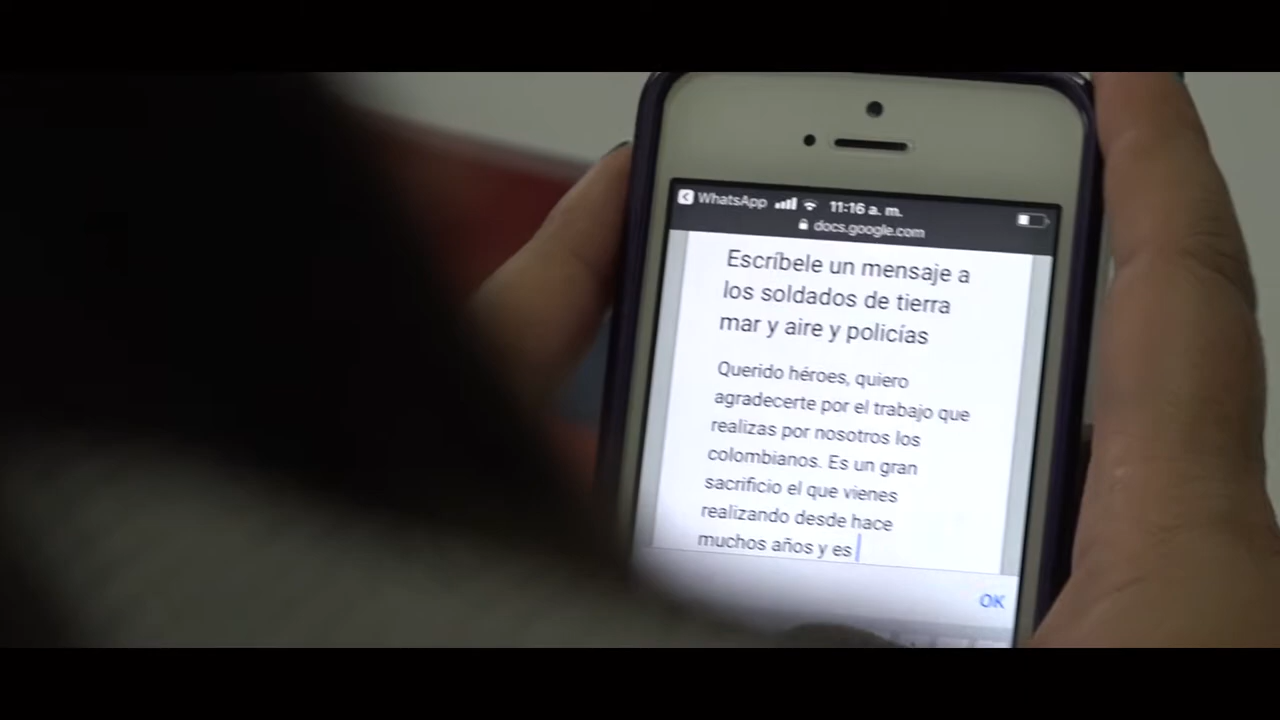 WhatsApp 11:16 a. m.
docs.google.com
Escríbele un mensaje a
los soldados de tierra
mar y aire y policías
Querido héroes, quiero
agradecerte por el trabajo que
realizas por nosotros los
colombianos. Es un gran
sacrificio el que vienes
realizando desde hace
muchos años y es
OK